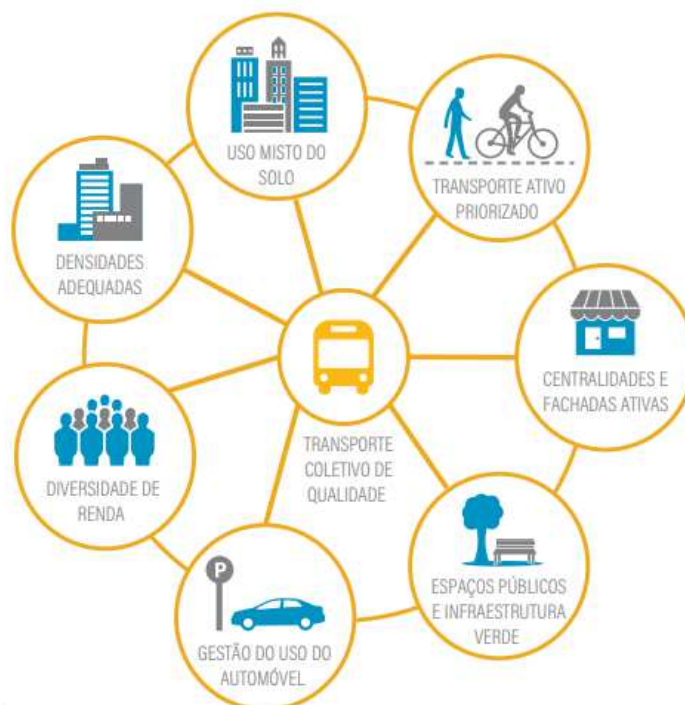 USO MISTO DO
SOLO
TRANSPORTE ATIVO
PRIORIZADO
DENSIDADES
ADEQUADAS
CENTRALIDADES E
FACHADAS ATIVAS
TRANSPORTE
COLETIVO DE
QUALIDADE
DIVERSIDADE DE
RENDA
ESPAÇOS PÚBLICOS
E INFRAESTRUTURA
VERDE
P
GESTÃO DO USO DO
AUTOMÓVEL